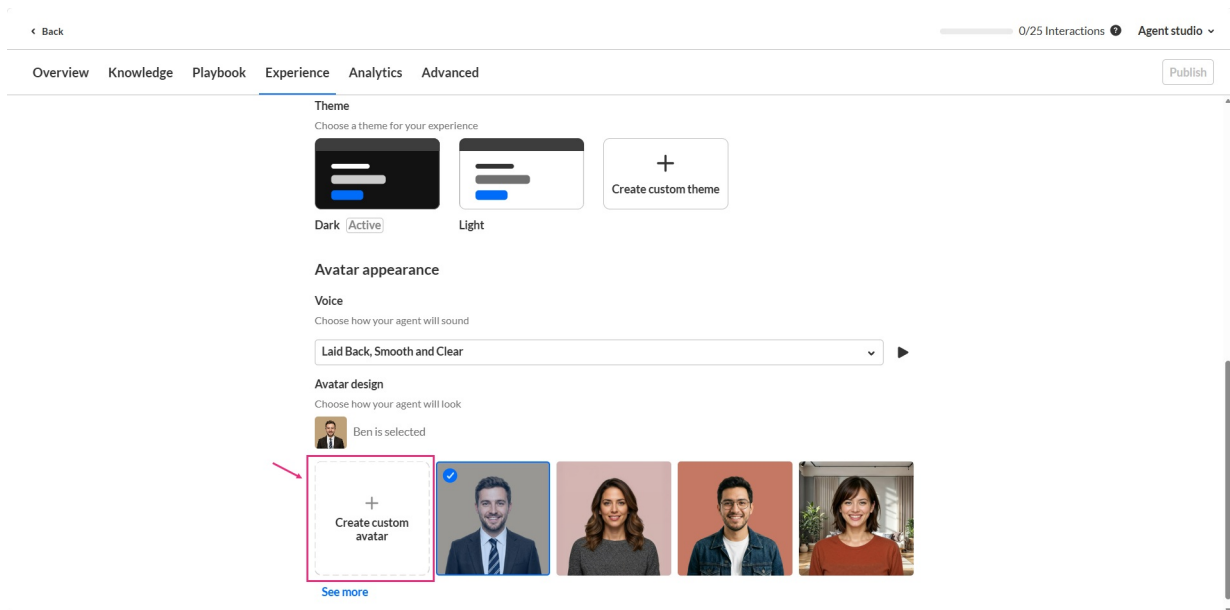 Back
0/25 Interactions ?
Agent studio
Overview Knowledge Playbook Experience Analytics Advanced
Publish
Theme
Choose a theme for your experience
Create custom theme
Dark Active
Light
Avatar appearance
Voice
Choose how your agent will sound
Laid Back, Smooth and Clear
Avatar design
Choose how your agent will look
Ben is selected
Create custom
avatar
See more